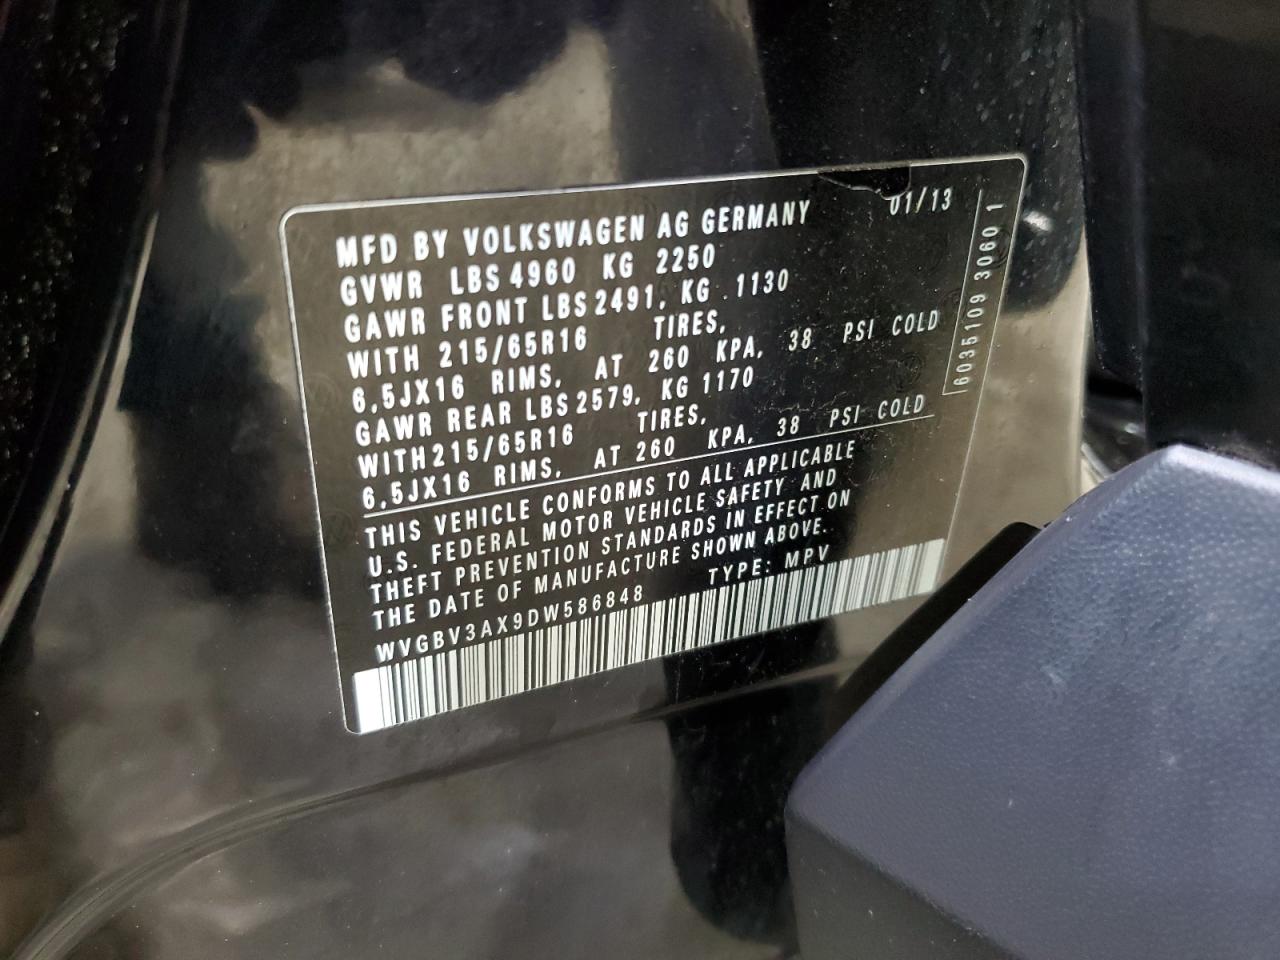 MFD BY VOLKSWAGEN AG GERMANY 01/13
GVWR LBS 4960 KG 2250
GAWR FRONT LBS 2491, KG 1130
WITH 215/65R16 TIRES,
6,5JX16 RIMS, AT 260 KPA, 38 PSI COLD
GAWR REAR LBS 2579, KG 1170
WITH 215/65R16 TIRES,
6,5JX16 RIMS, AT 260 KPA, 38 PSI COLD
THIS VEHICLE CONFORMS TO ALL APPLICABLE
U.S. FEDERAL MOTOR VEHICLE SAFETY AND
THEFT PREVENTION STANDARDS IN EFFECT ON
THE DATE OF MANUFACTURE SHOWN ABOVE.
WVGBV3AX9DW586848 TYPE: MPV
6035109 3060 1